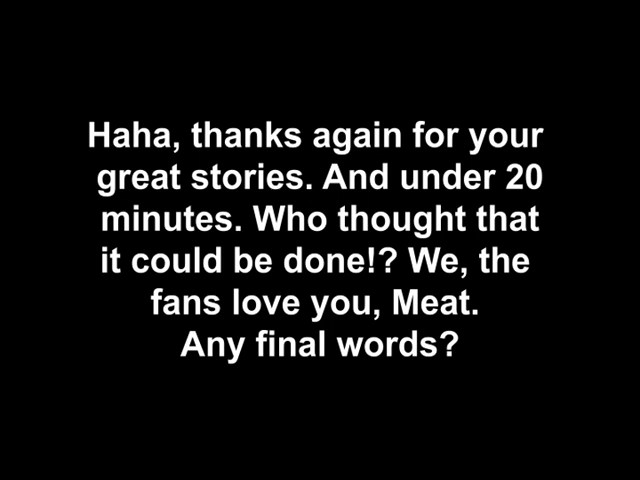 Haha, thanks again for your
great stories. And under 20
minutes. Who thought that
it could be done!? We, the
fans love you, Meat.
Any final words?